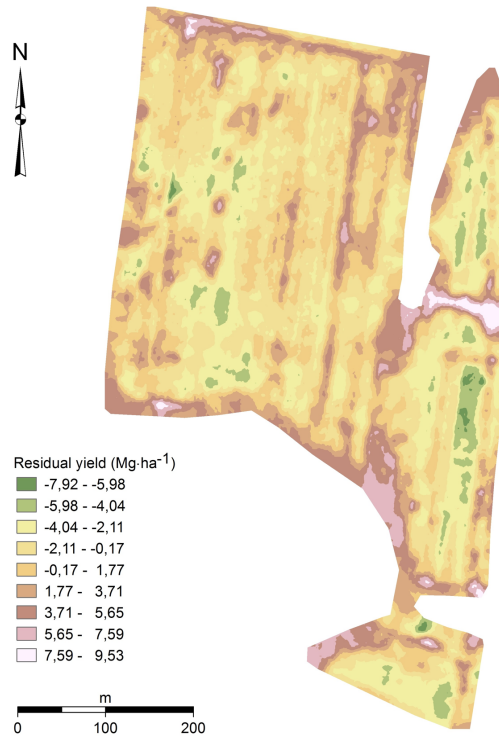 N
Residual yield (Mg·ha-1)
-7,92 - -5,98
-5,98 - -4,04
-4,04 - -2,11
-2,11 - -0,17
-0,17 - 1,77
1,77 - 3,71
3,71 - 5,65
5,65 - 7,59
7,59 - 9,53
m
0 100 200